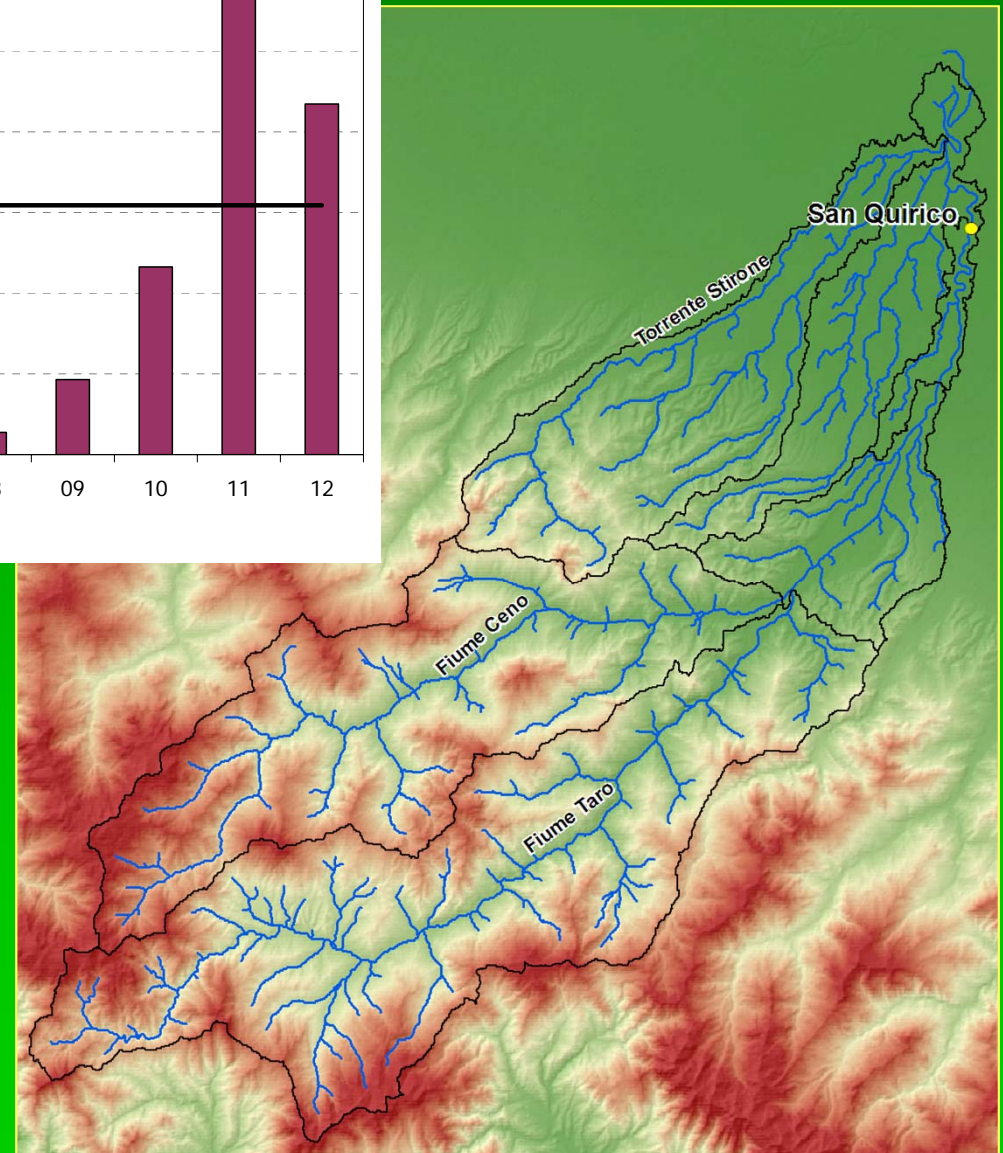 09 10 11 12
San Quirico
Torrente Stirone
Fiume Ceno
Fiume Taro